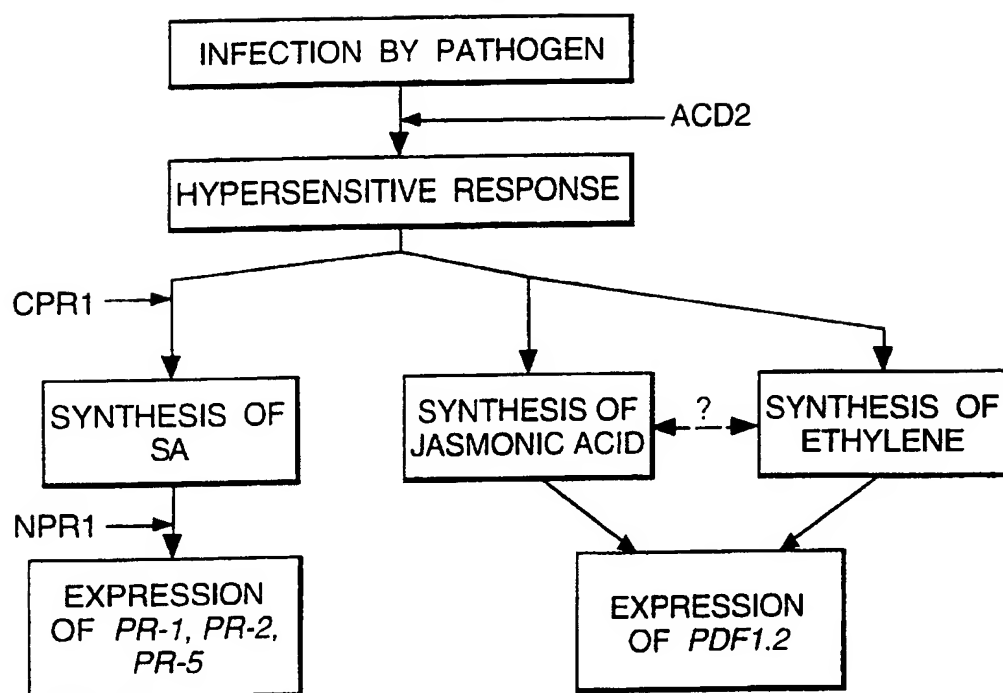 INFECTION BY PATHOGEN
ACD2
HYPERSENSITIVE RESPONSE
CPR1
SYNTHESIS OF
SA
SYNTHESIS OF
JASMONIC ACID
?
SYNTHESIS OF
ETHYLENE
NPR1
EXPRESSION
OF PR-1, PR-2,
PR-5
EXPRESSION
OF PDF1.2